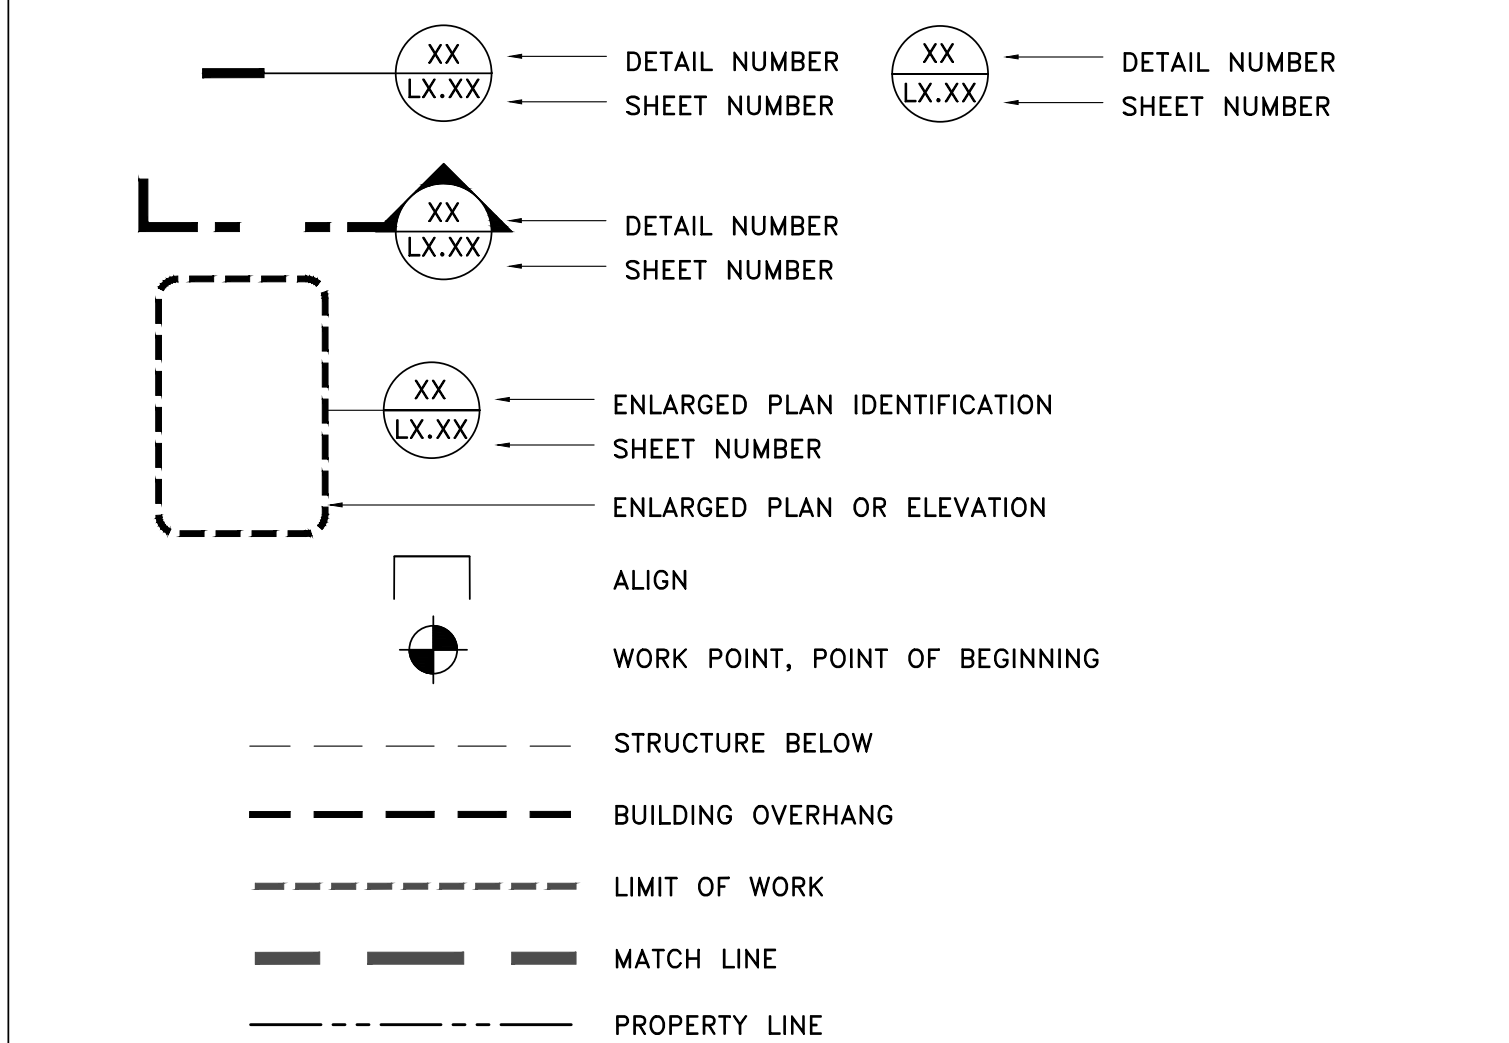 XX
LX.XX
DETAIL NUMBER
SHEET NUMBER
XX
LX.XX
DETAIL NUMBER
SHEET NUMBER
XX
LX.XX
DETAIL NUMBER
SHEET NUMBER
XX
LX.XX
ENLARGED PLAN IDENTIFICATION
SHEET NUMBER
ENLARGED PLAN OR ELEVATION
ALIGN
WORK POINT, POINT OF BEGINNING
STRUCTURE BELOW
BUILDING OVERHANG
LIMIT OF WORK
MATCH LINE
PROPERTY LINE